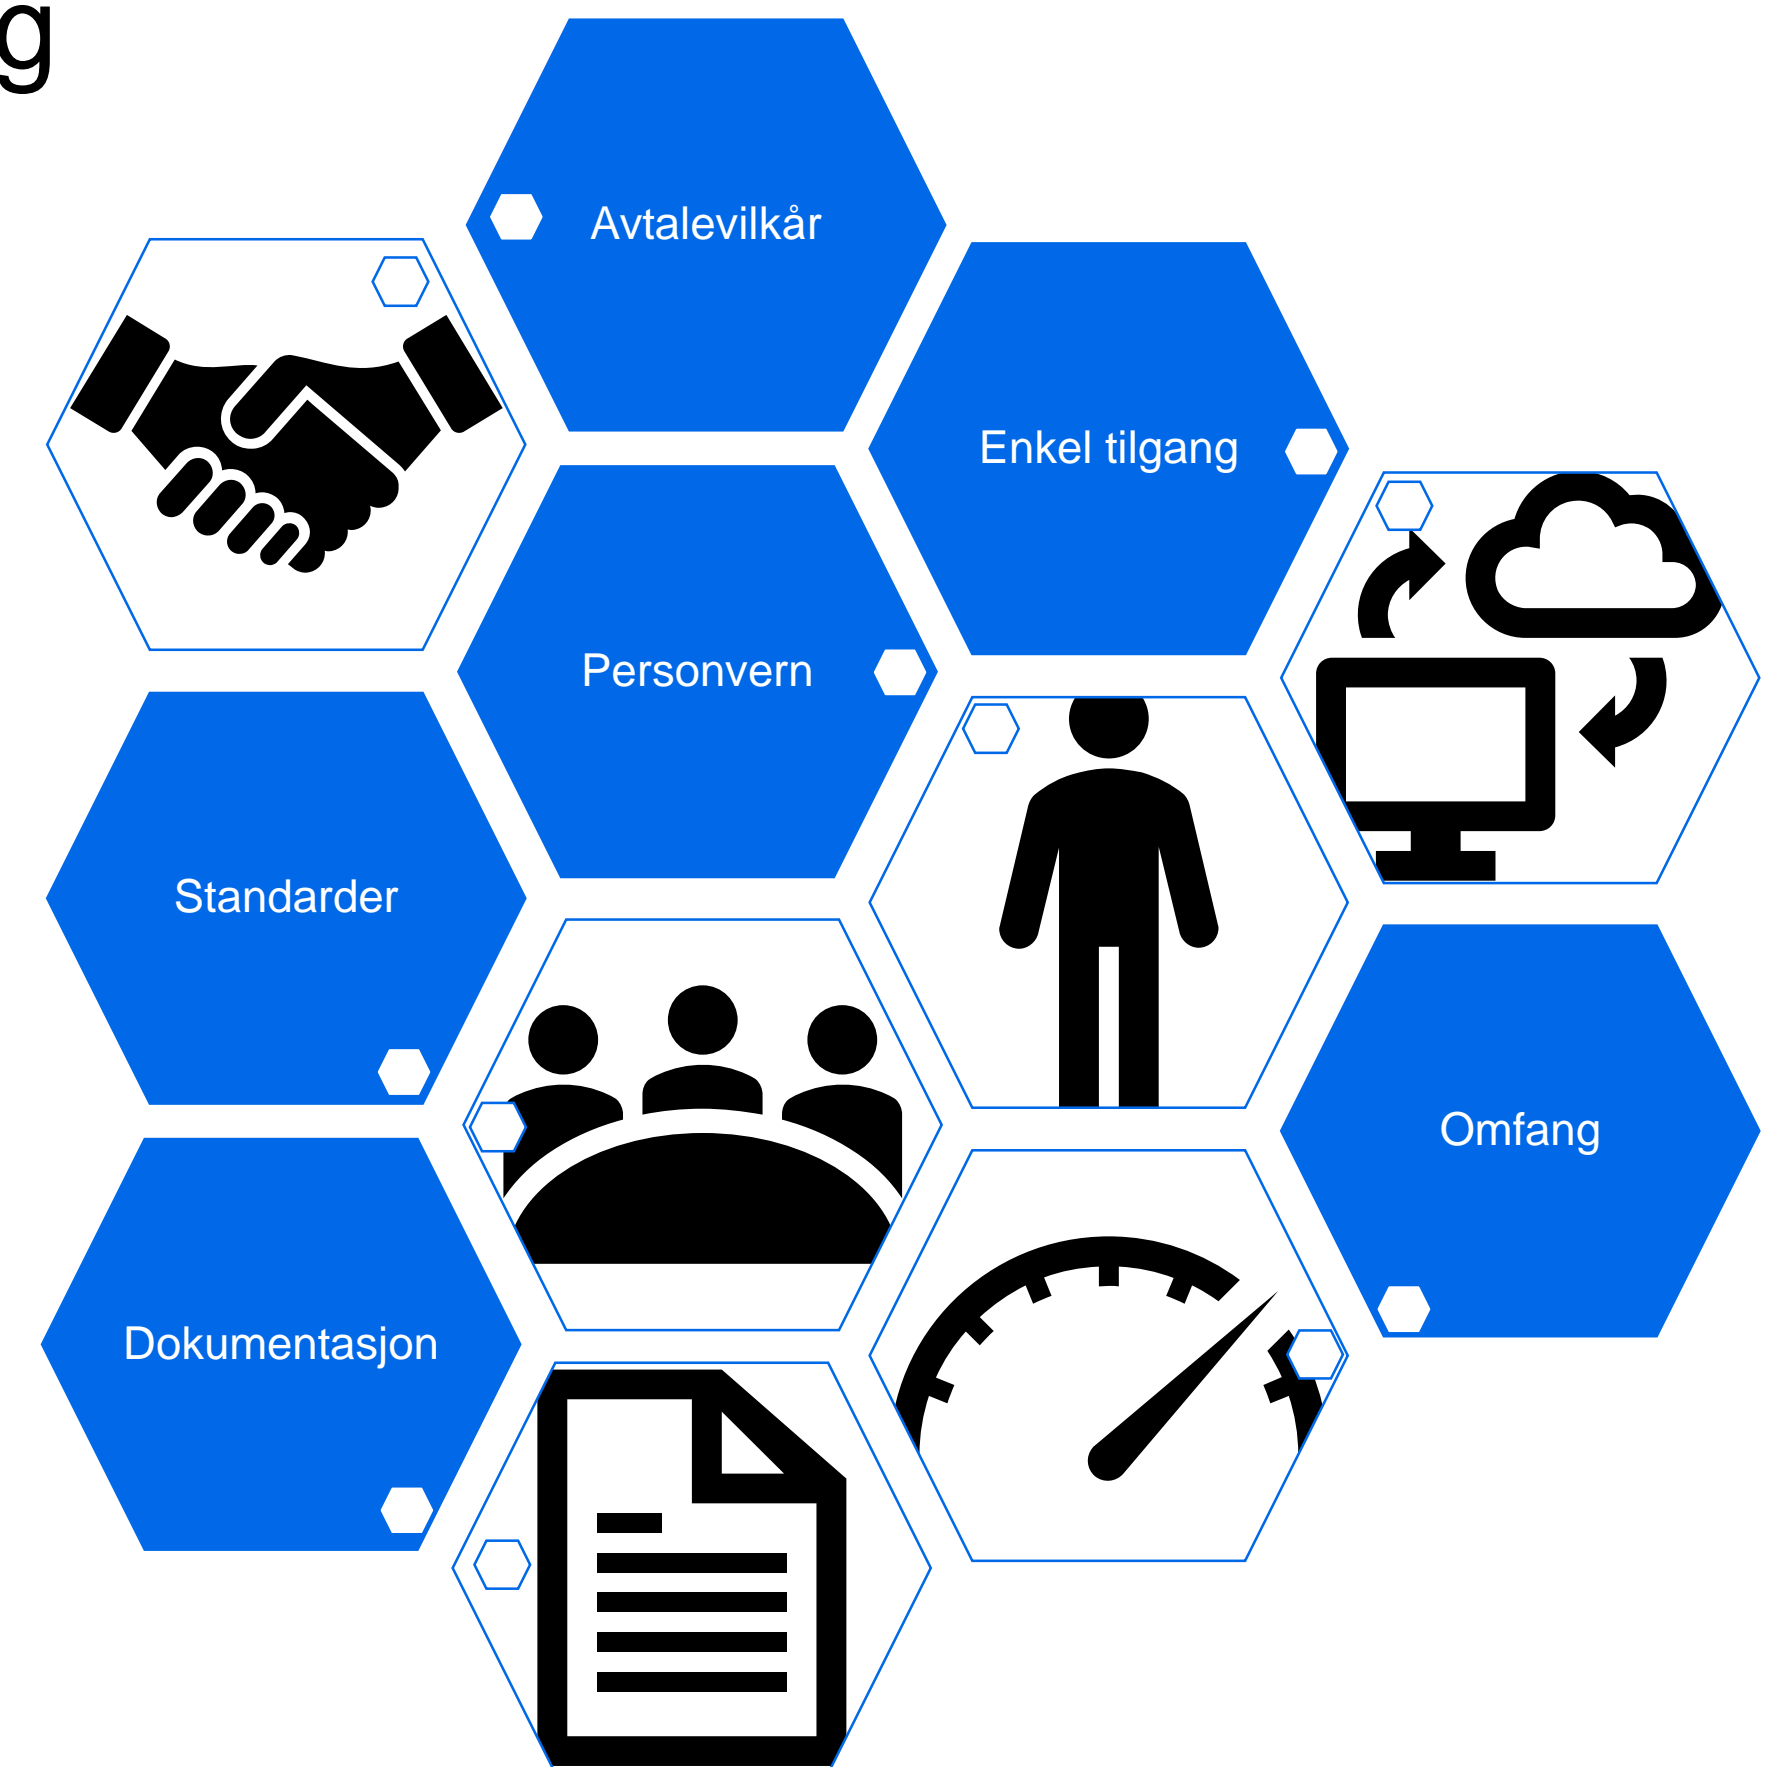 g
Avtalevilkår
Enkel tilgang
Personvern
Standarder
Omfang
Dokumentasjon